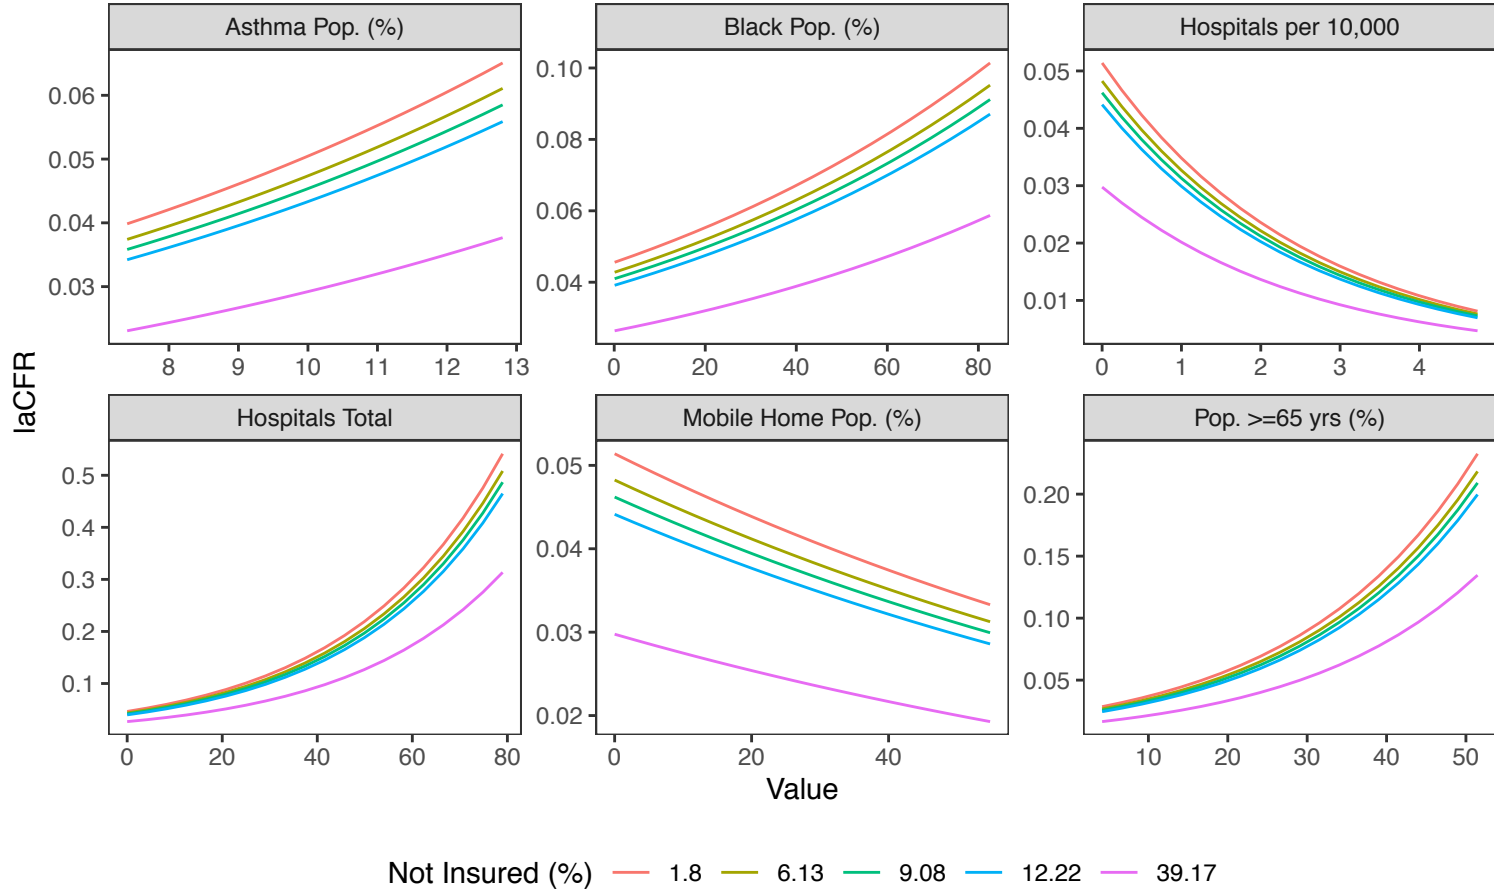 Asthma Pop. (%)
Black Pop. (%)
Hospitals per 10,000
0.06
0.05
0.04
0.03
8 9 10 11 12 13
0.10
0.08
0.06
0.04
0 20 40 60 80
0.05
0.04
0.03
0.02
0.01
0 1 2 3 4
laCFR
Hospitals Total
Mobile Home Pop. (%)
Pop. >=65 yrs (%)
0.5
0.4
0.3
0.2
0.1
0 20 40 60 80
0.05
0.04
0.03
0.02
0 20 40
0.20
0.15
0.10
0.05
10 20 30 40 50
Value
Not Insured (%) 1.8 6.13 9.08 12.22 39.17